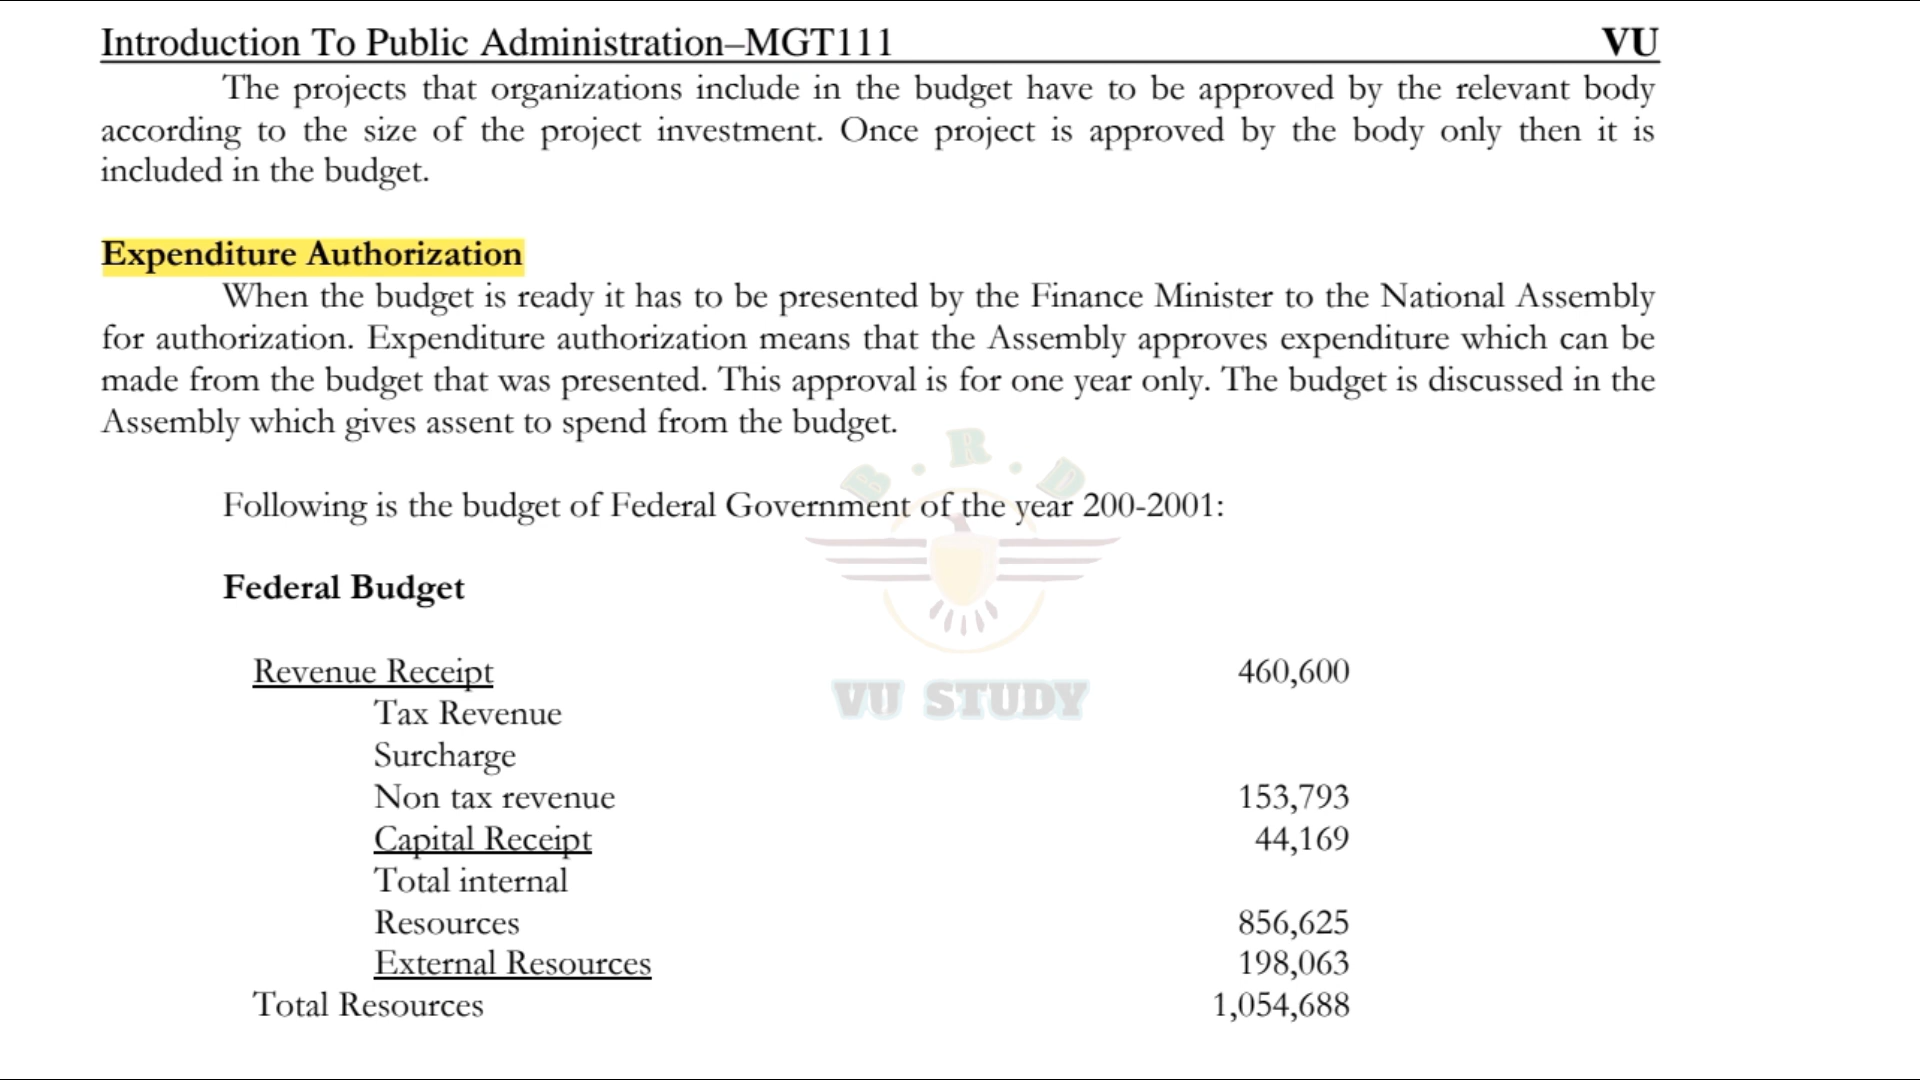 Introduction To Public Administration–MGT111 VU
The projects that organizations include in the budget have to be approved by the relevant body
according to the size of the project investment. Once project is approved by the body only then it is
included in the budget.
Expenditure Authorization
When the budget is ready it has to be presented by the Finance Minister to the National Assembly
for authorization. Expenditure authorization means that the Assembly approves expenditure which can be
made from the budget that was presented. This approval is for one year only. The budget is discussed in the
Assembly which gives assent to spend from the budget.
B . R . D
Following is the budget of Federal Government of the year 200-2001:
Federal Budget
Revenue Receipt 460,600
VU STUDY
Tax Revenue
Surcharge
Non tax revenue 153,793
Capital Receipt 44,169
Total internal
Resources 856,625
External Resources 198,063
Total Resources 1,054,688